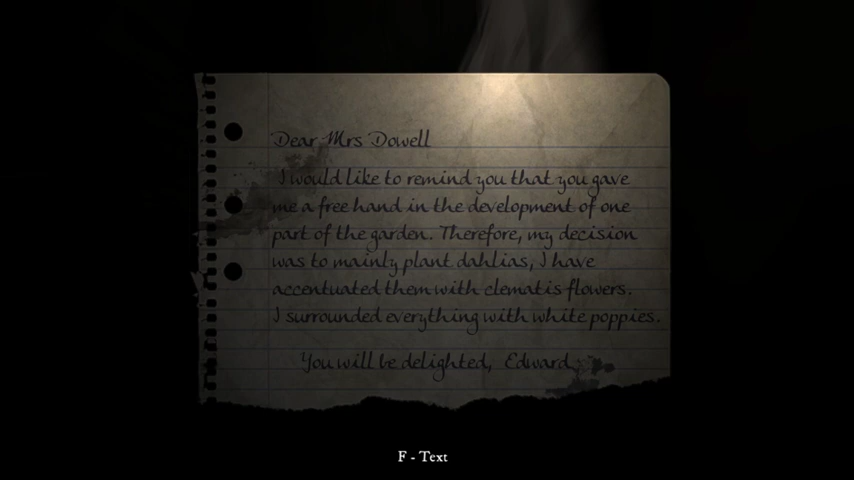 Dear Mrs Dowell
I would like to remind you that you gave
me a free hand in the development of one
part of the garden. Therefore, my decision
was to mainly plant dahlias, I have
accentuated them with clematis flowers.
I surrounded everything with white poppies.
You will be delighted, Edward
F - Text